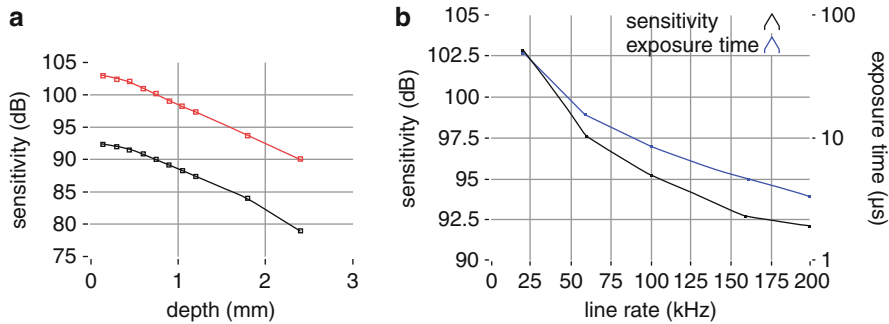 a
105
100
95
90
85
80
75
sensitivity (dB)
0 1 2 3
depth (mm)
b
105
102.5
100
97.5
95
92.5
90
sensitivity (dB)
sensitivity
exposure time
100
10
1
exposure time (µs)
0 25 50 75 100 125 150 175 200
line rate (kHz)